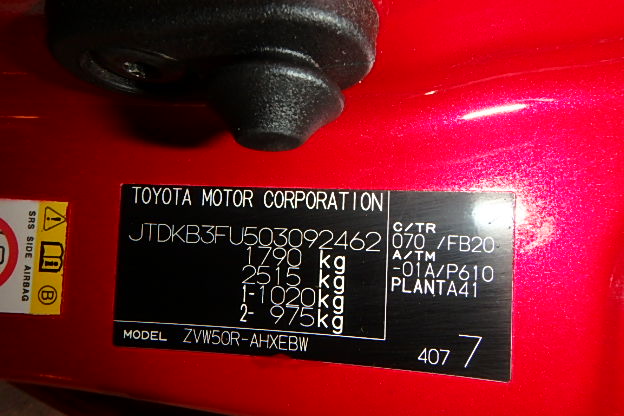 TOYOTA MOTOR CORPORATION
JTDKB3FU503092462
1790 kg
2515 kg
1-1020kg
2- 975kg
C/TR
070 /FB20
A/TM
-01A/P610
PLANTA41
MODEL ZVW50R-AHXEBW
407 7
SRS SIDE AIRBAG
B